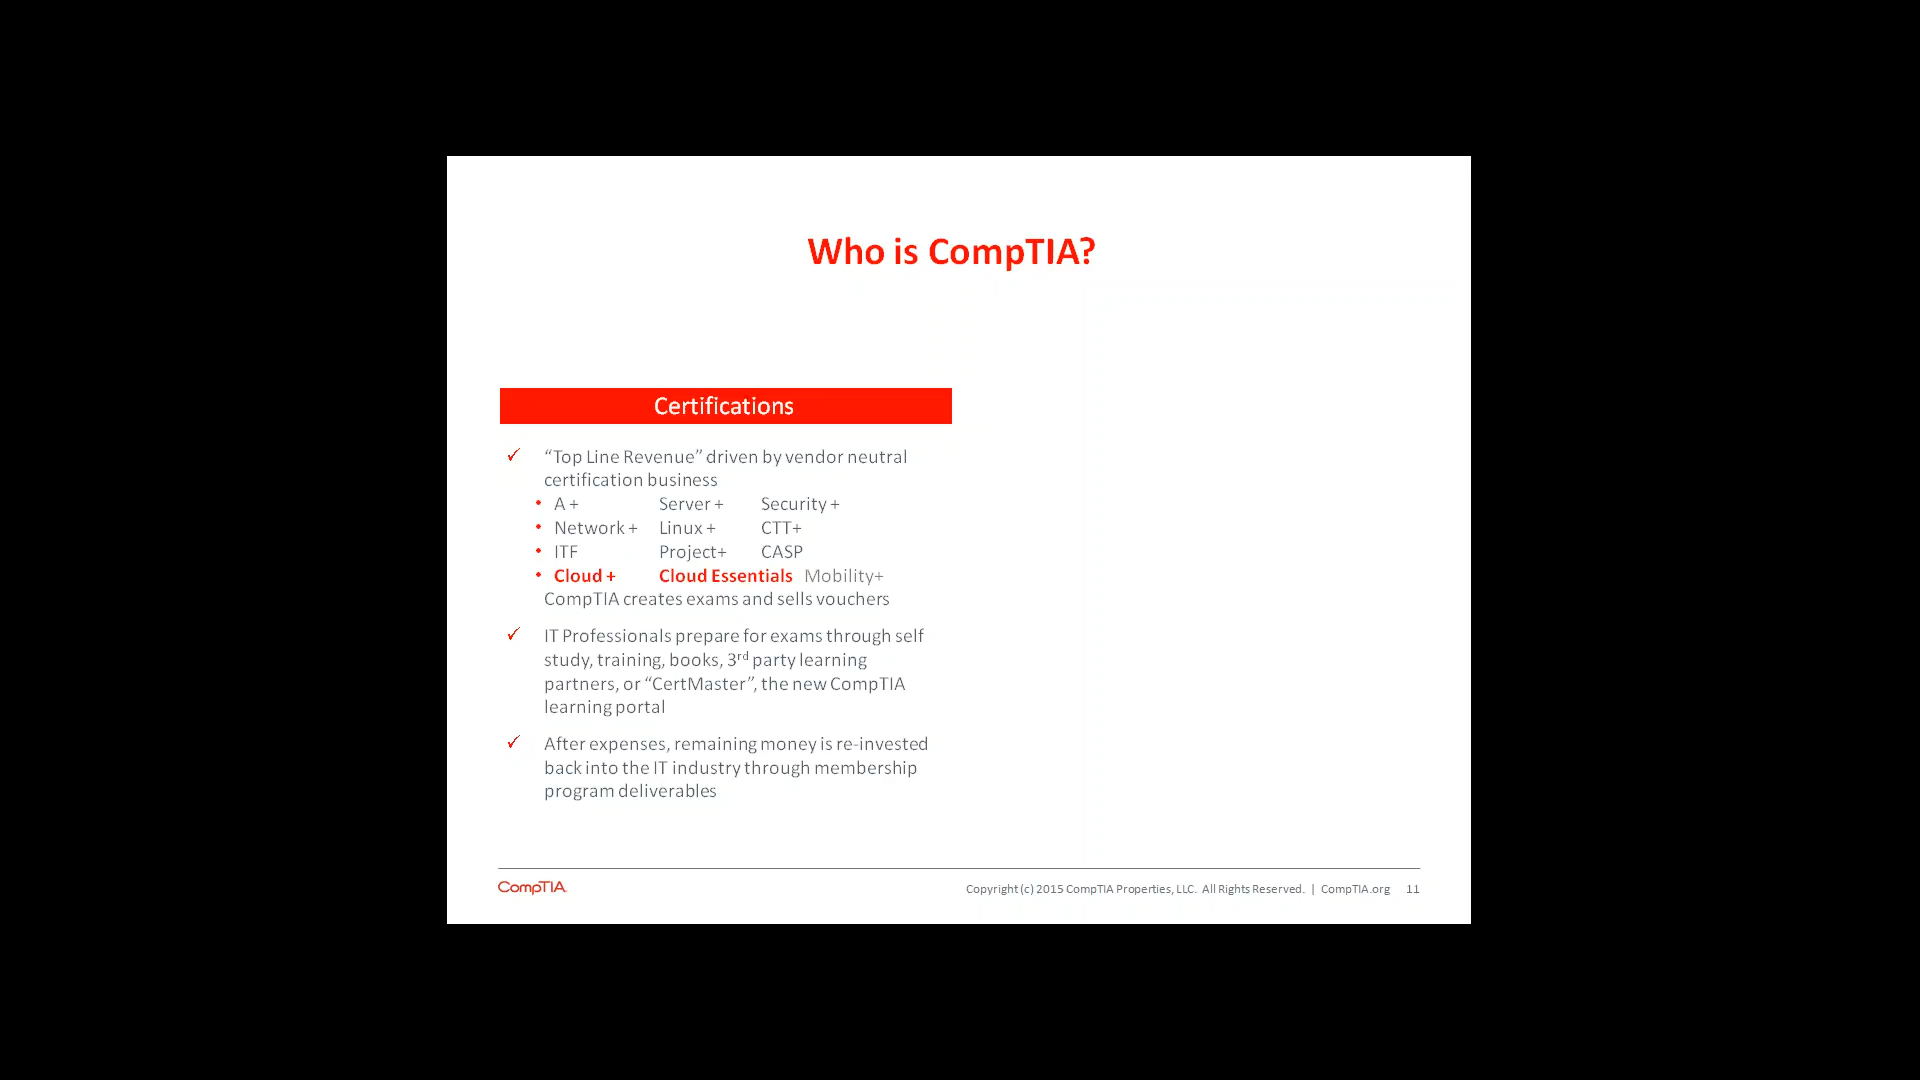 Who is CompTIA?
Certifications
✓ “Top Line Revenue” driven by vendor neutral
certification business
• A + Server + Security +
• Network + Linux + CTT+
• ITF Project+ CASP
• Cloud + Cloud Essentials Mobility+
CompTIA creates exams and sells vouchers
✓ IT Professionals prepare for exams through self
study, training, books, 3rd party learning
partners, or “CertMaster”, the new CompTIA
learning portal
✓ After expenses, remaining money is re-invested
back into the IT industry through membership
program deliverables
CompTIA
Copyright (c) 2015 CompTIA Properties, LLC. All Rights Reserved. | CompTIA.org 11